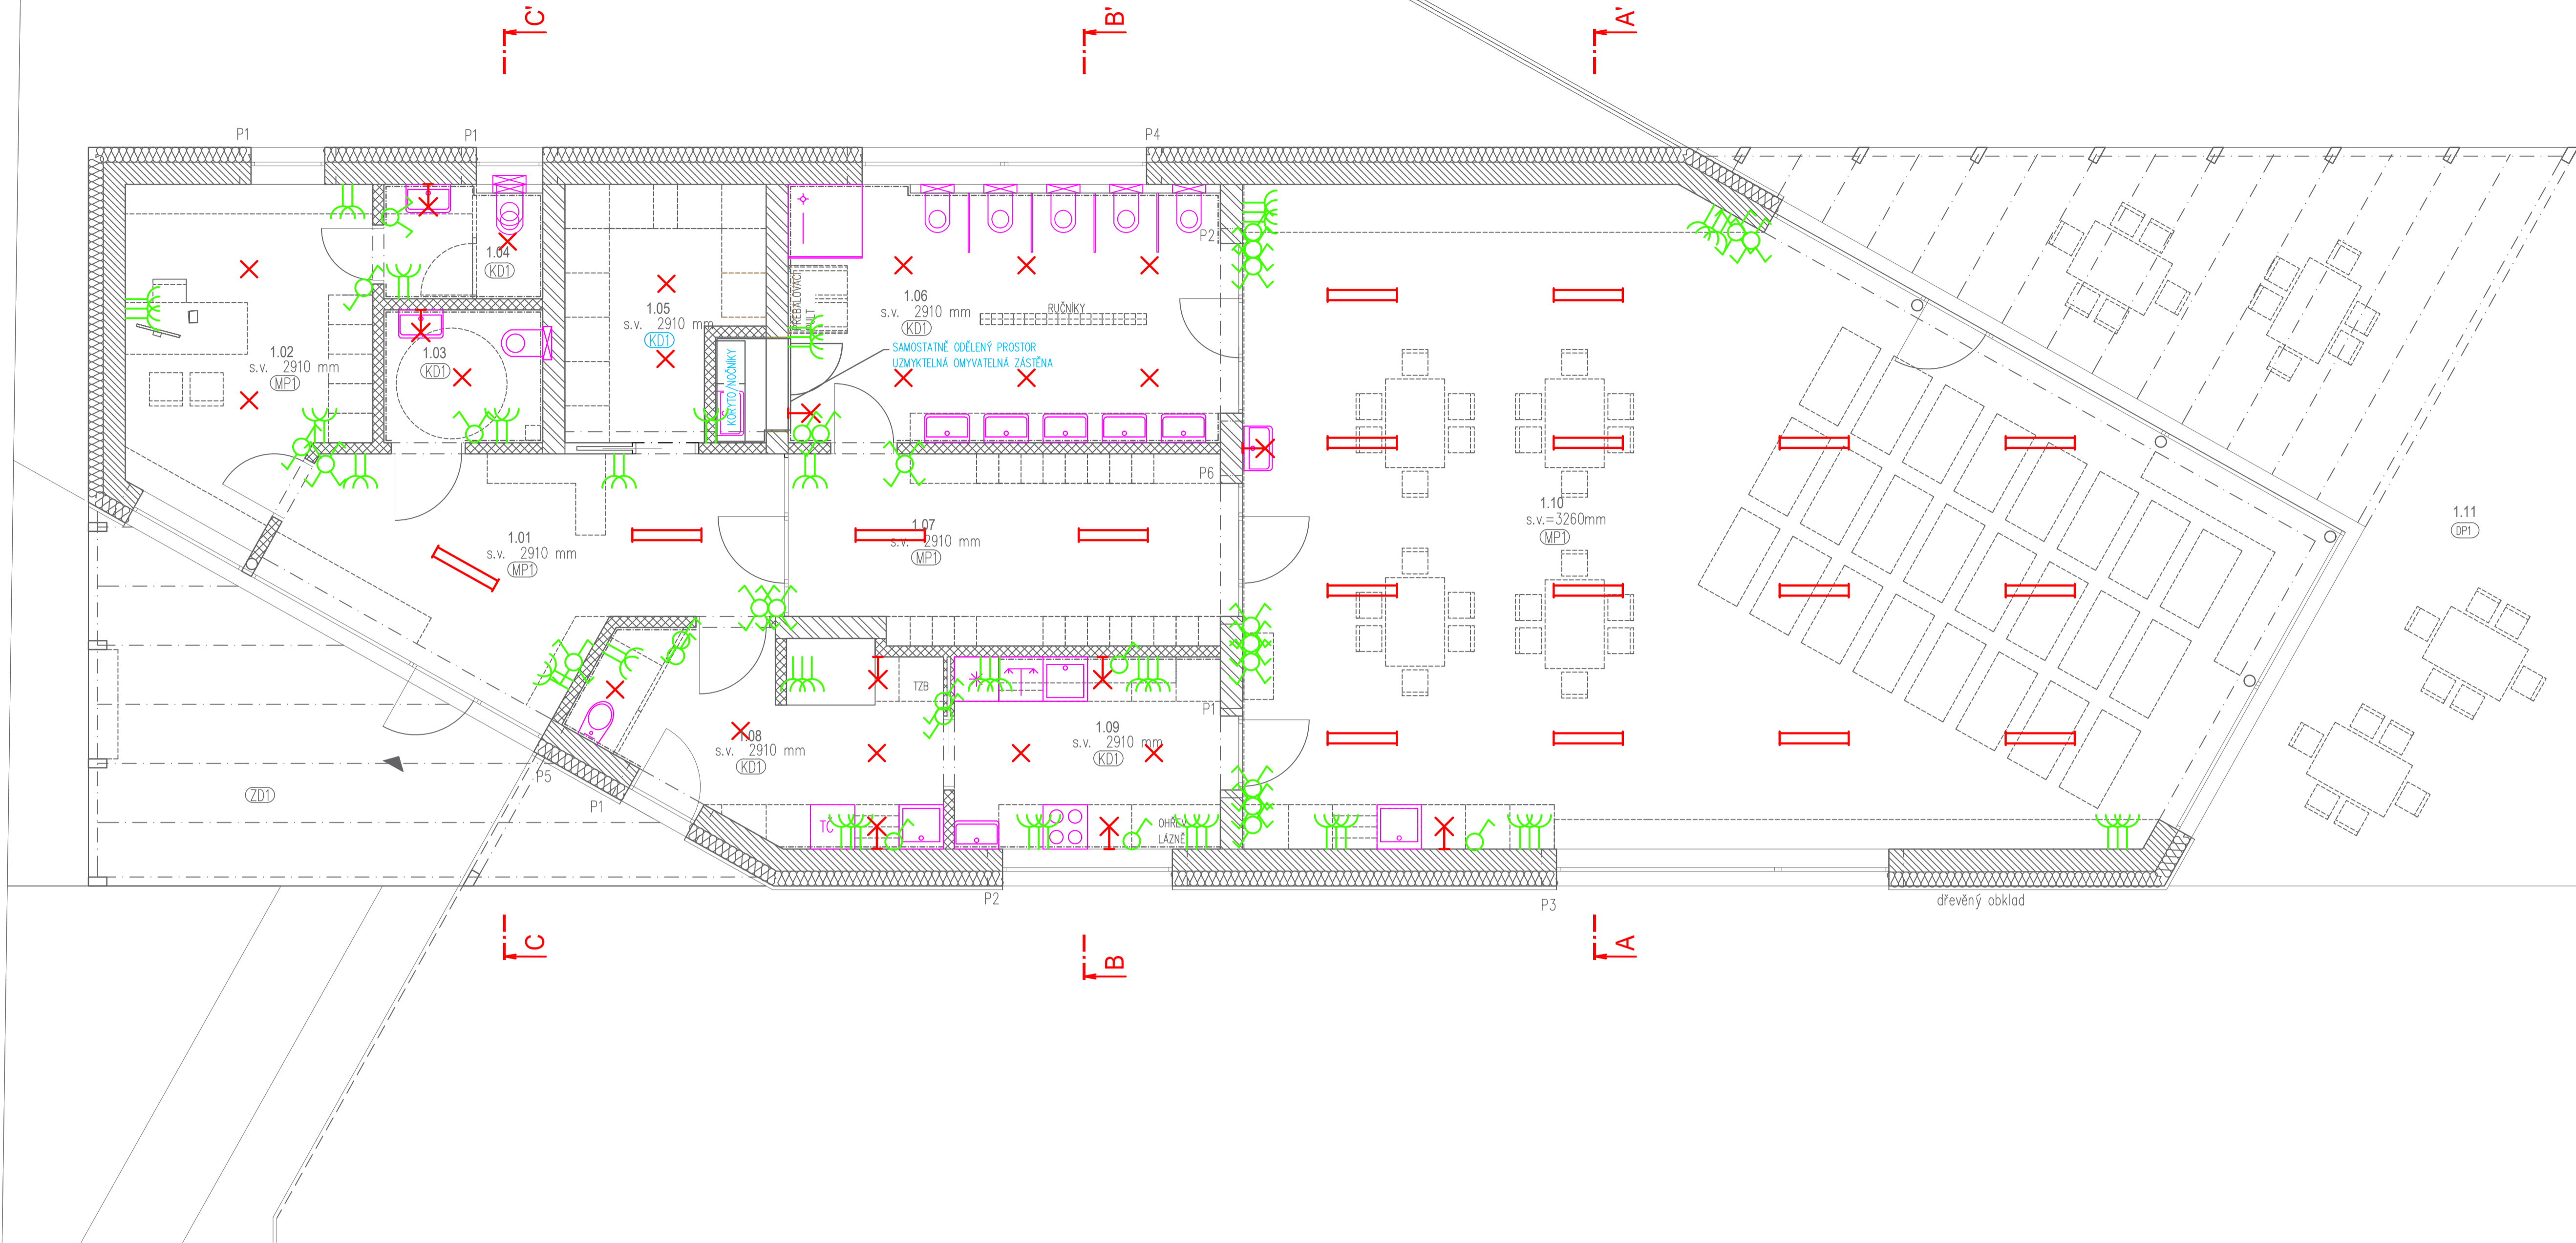 C'
B'
A'
P1
P1
P4
P2
1.04
KD1
1.05
s.v. 2910 mm
KD1
1.06
s.v. 2910 mm
KD1
RUČNÍKY
SAMOSTATNĚ ODĚLENÝ PROSTOR
UZMYKTELNÁ OMYVATELNÁ ZÁSTĚNA
KORYTO/NOČNÍKY
1.02
s.v. 2910 mm
MP1
1.03
KD1
P6
1.10
s.v.=3260mm
MP1
1.11
DP1
1.01
s.v. 2910 mm
MP1
1.07
s.v. 2910 mm
MP1
TZB
P1
1.08
s.v. 2910 mm
KD1
1.09
s.v. 2910 mm
KD1
P5
P1
ZD1
TČ
OHŘEV
LÁZNĚ
P2
P3
dřevěný obklad
C
B
A